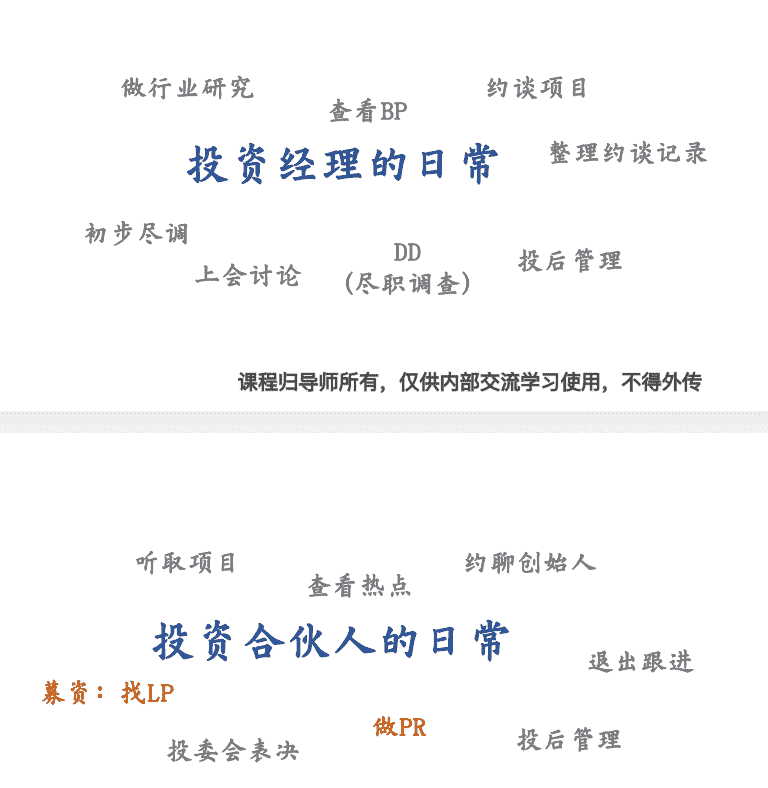 做行业研究
查看BP
约谈项目
投资经理的日常
整理约谈记录
初步尽调
上会讨论
DD
(尽职调查)
投后管理
课程归导师所有，仅供内部交流学习使用，不得外传
听取项目
查看热点
约聊创始人
投资合伙人的日常
退出跟进
募资：找LP
做PR
投委会表决
投后管理